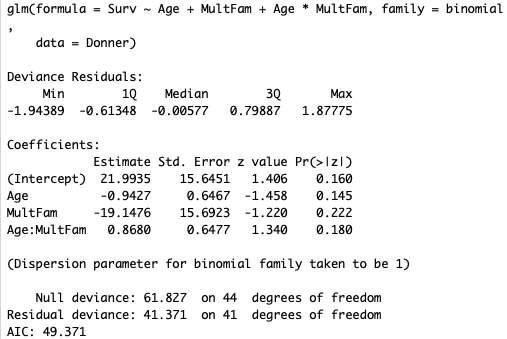 glm(formula = Surv ~ Age + MultFam + Age * MultFam, family = binomial
,
    data = Donner)

Deviance Residuals:
     Min        1Q    Median        3Q       Max
-1.94389  -0.61348  -0.00577   0.79887   1.87775

Coefficients:
            Estimate Std. Error z value Pr(>|z|)
(Intercept)  21.9935    15.6451   1.406    0.160
Age          -0.9427     0.6467  -1.458    0.145
MultFam     -19.1476    15.6923  -1.220    0.222
Age:MultFam   0.8680     0.6477   1.340    0.180

(Dispersion parameter for binomial family taken to be 1)

    Null deviance: 61.827  on 44  degrees of freedom
Residual deviance: 41.371  on 41  degrees of freedom
AIC: 49.371